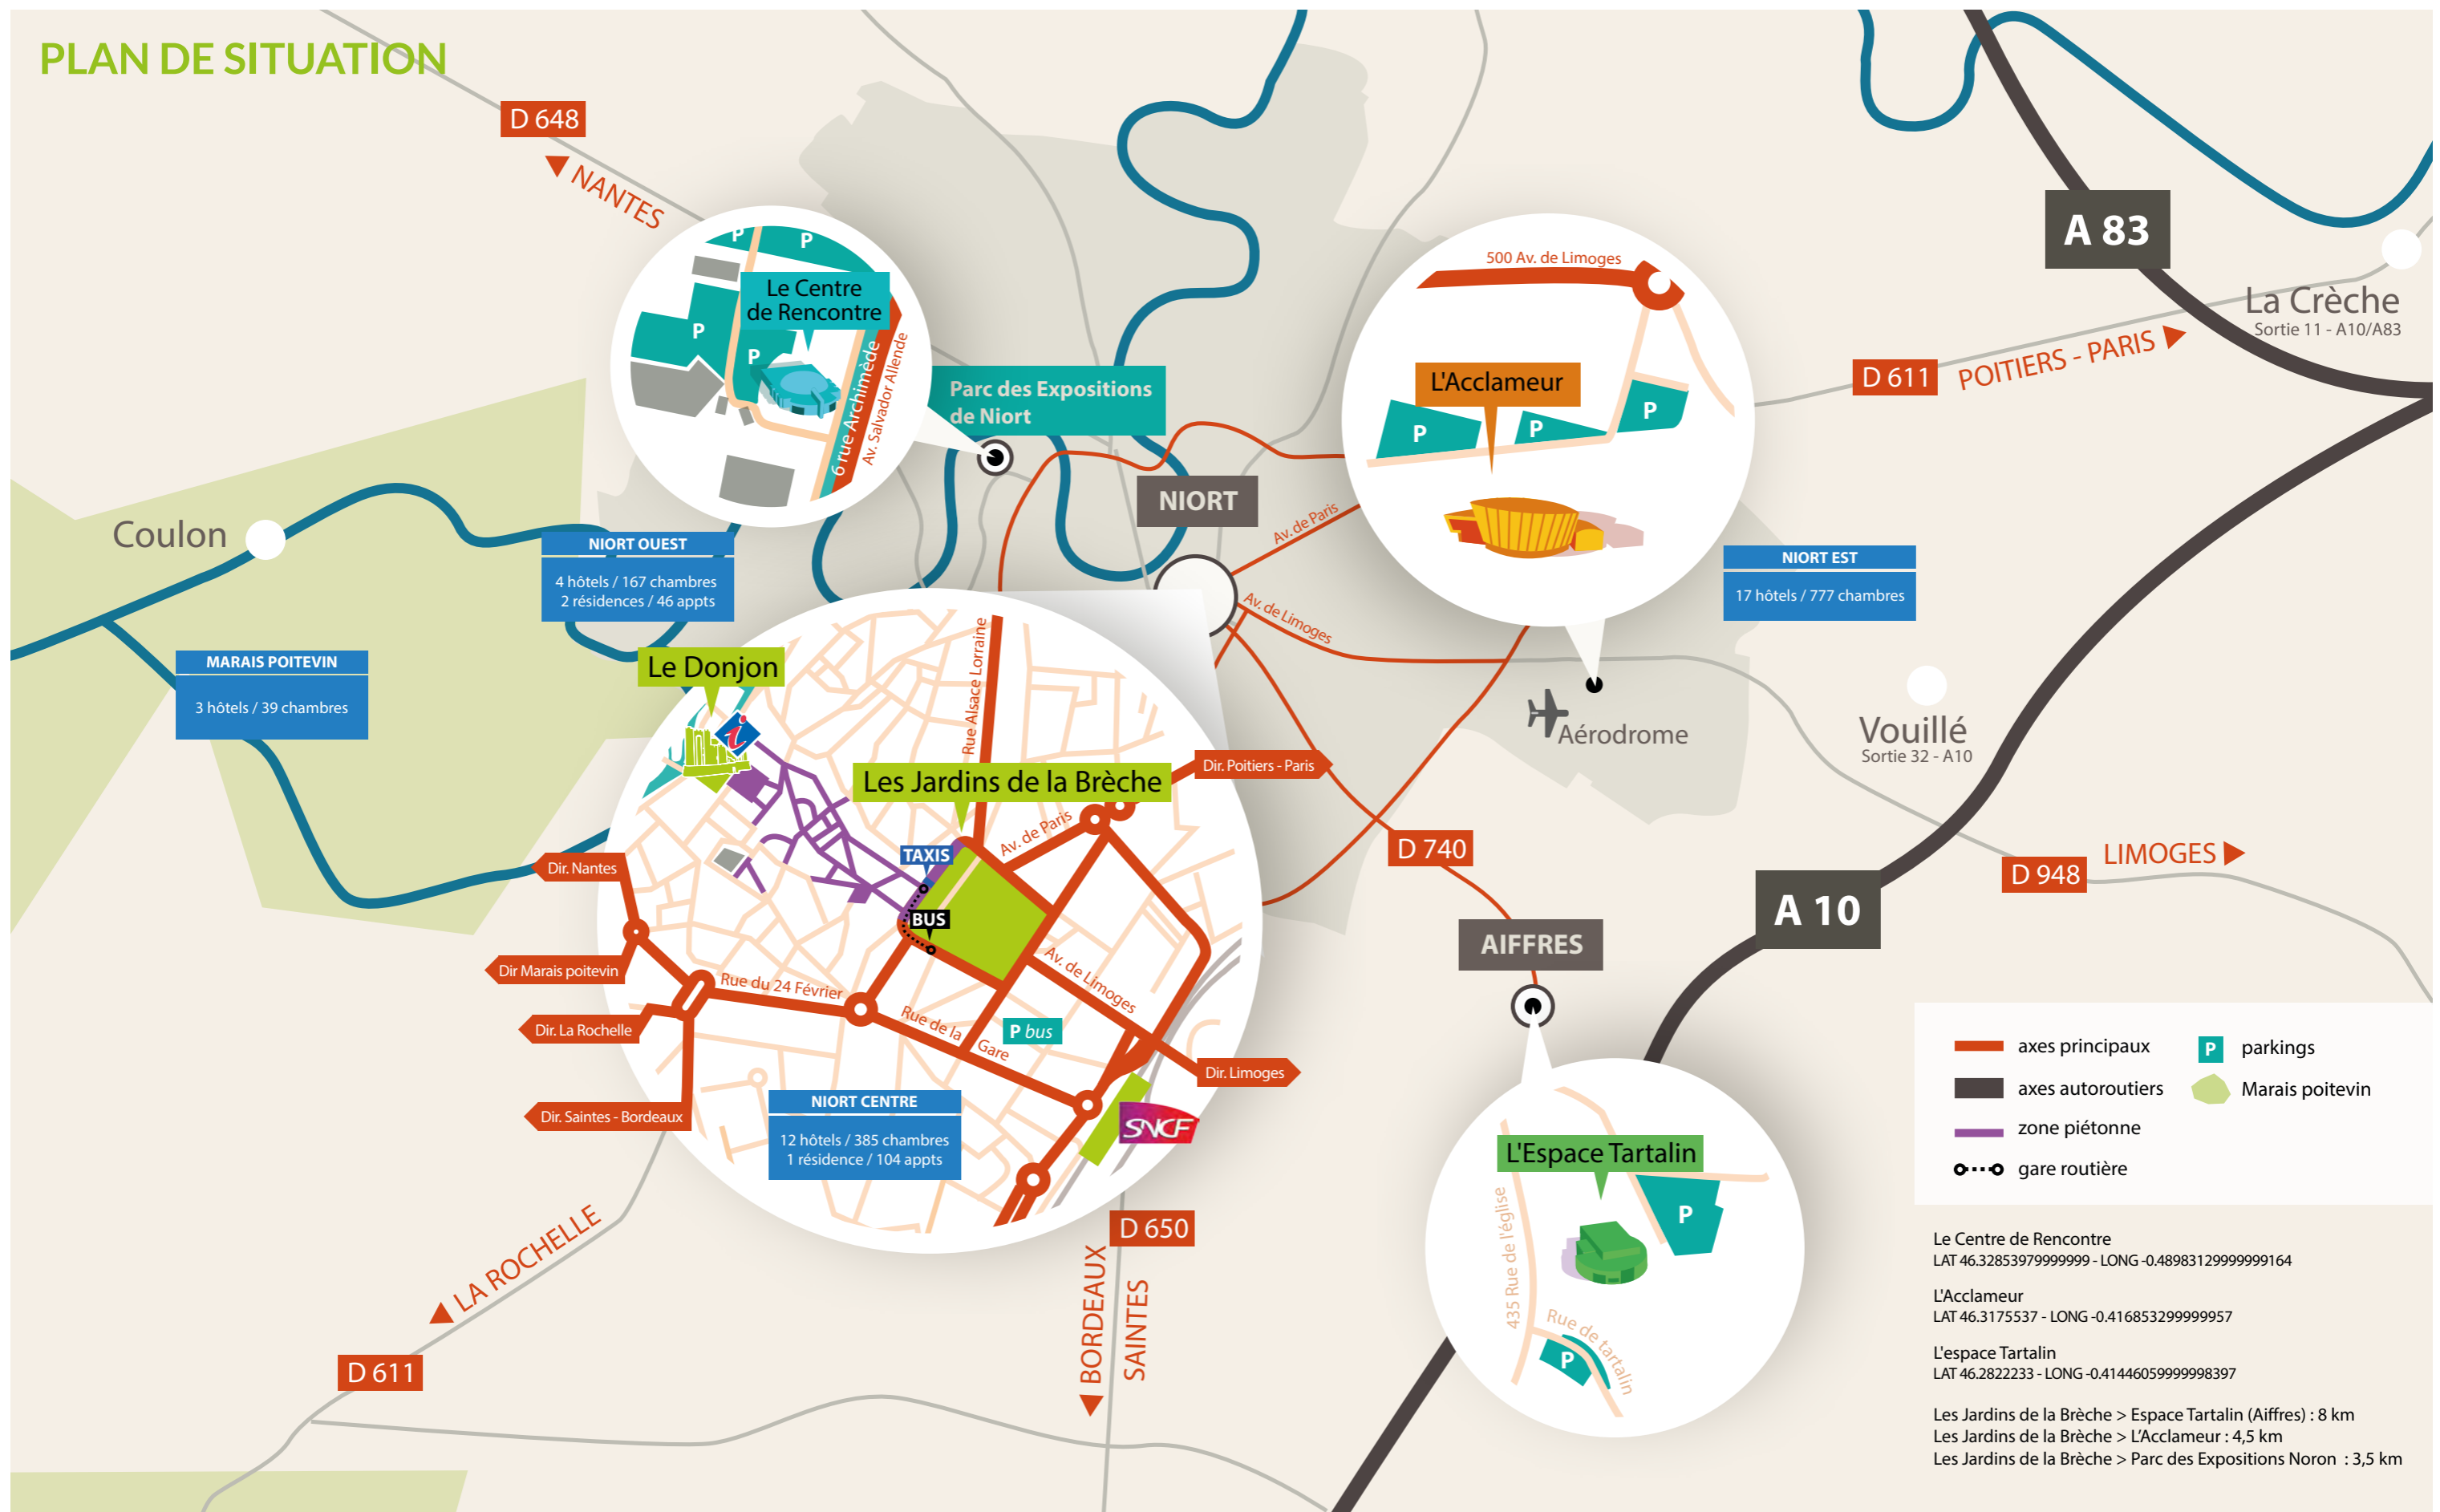 PLAN DE SITUATION
D 648
NANTES
P
P
Le Centre
de Rencontre
P
P
6 rue Archimède
Av. Salvador Allende
Parc des Expositions
de Niort
NIORT
Av. de Paris
Av. de Limoges
500 Av. de Limoges
L'Acclameur
P
P
P
A 83
La Crèche
Sortie 11 - A10/A83
D 611
POITIERS - PARIS
Coulon
NIORT OUEST
4 hôtels / 167 chambres
2 résidences / 46 appts
NIORT EST
17 hôtels / 777 chambres
MARAIS POITEVIN
3 hôtels / 39 chambres
Aérodrome
Vouillé
Sortie 32 - A10
Le Donjon
i
Rue Alsace Lorraine
Les Jardins de la Brèche
Dir. Poitiers - Paris
Av. de Paris
TAXIS
BUS
Dir. Nantes
Dir Marais poitevin
Dir. La Rochelle
Dir. Saintes - Bordeaux
Rue du 24 Février
Rue de la Gare
Av. de Limoges
P bus
Dir. Limoges
SNCF
NIORT CENTRE
12 hôtels / 385 chambres
1 résidence / 104 appts
D 740
AIFFRES
A 10
D 948
LIMOGES
L'Espace Tartalin
P
435 Rue de l'église
Rue de tartalin
P
D 650
BORDEAUX
SAINTES
LA ROCHELLE
D 611
axes principaux
P parkings
axes autoroutiers
Marais poitevin
zone piétonne
gare routière
Le Centre de Rencontre
LAT 46.32853979999999 - LONG -0.48983129999999164
L'Acclameur
LAT 46.3175537 - LONG -0.416853299999957
L'espace Tartalin
LAT 46.2822233 - LONG -0.41446059999998397
Les Jardins de la Brèche > Espace Tartalin (Aiffres) : 8 km
Les Jardins de la Brèche > L'Acclameur : 4,5 km
Les Jardins de la Brèche > Parc des Expositions Noron : 3,5 km